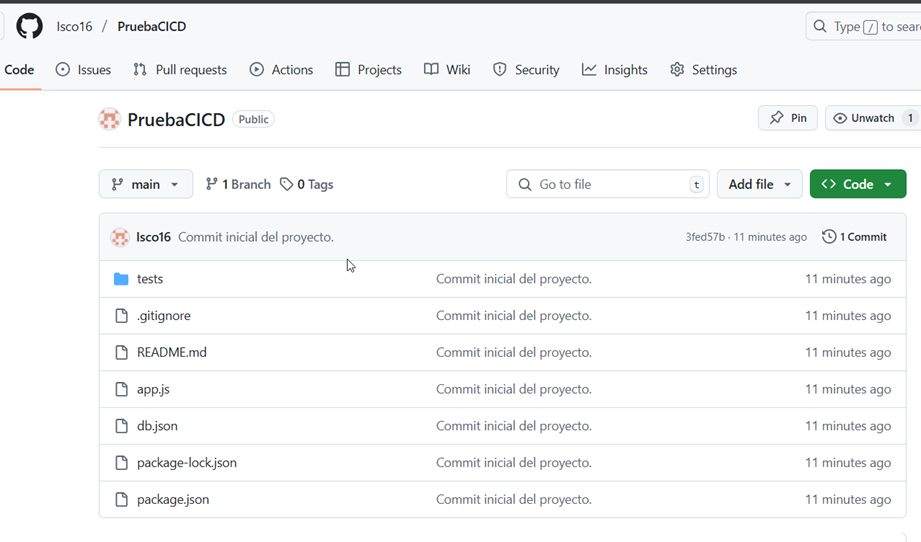 lsco16 / PruebaCICD
Type / to sear
Code Issues Pull requests Actions Projects Wiki Security Insights Settings
PruebaCICD Public
Pin Unwatch 1
main 1 Branch 0 Tags
Go to file t Add file Code
lsco16 Commit inicial del proyecto. 3fed57b · 11 minutes ago 1 Commit
tests Commit inicial del proyecto. 11 minutes ago
.gitignore Commit inicial del proyecto. 11 minutes ago
README.md Commit inicial del proyecto. 11 minutes ago
app.js Commit inicial del proyecto. 11 minutes ago
db.json Commit inicial del proyecto. 11 minutes ago
package-lock.json Commit inicial del proyecto. 11 minutes ago
package.json Commit inicial del proyecto. 11 minutes ago